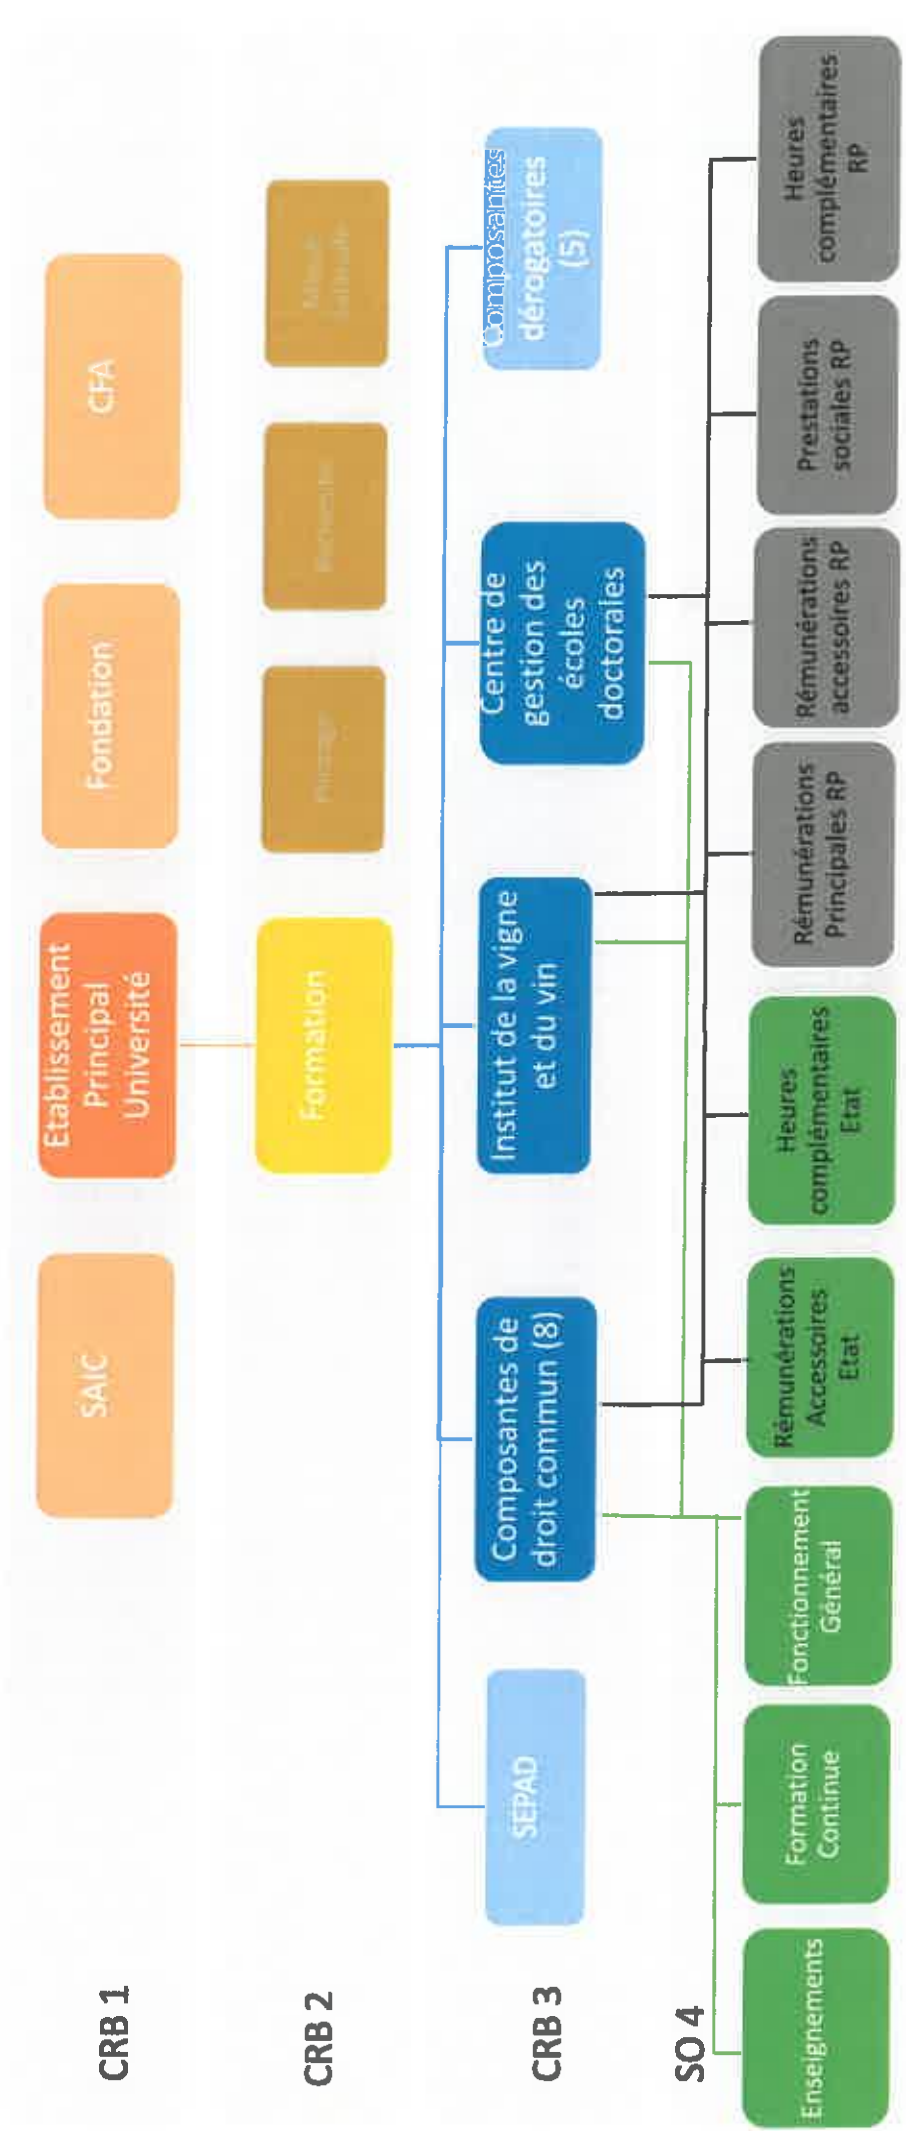 CRB 1
SAIC
Etablissement
Principal
Université
Fondation
CFA
CRB 2
Formation
CRB 3
SEPAD
Composantes de
droit commun (8)
Institut de la vigne
et du vin
Centre de
gestion des
écoles
doctorales
Composantes
dérogatoires
(5)
SO 4
Enseignements
Formation
Continue
Fonctionnement
Général
Rémunérations
Accessoires
Etat
Heures
complémentaires
Etat
Rémunérations
Principales RP
Rémunérations
accessoires RP
Prestations
sociales RP
Heures
complémentaires
RP